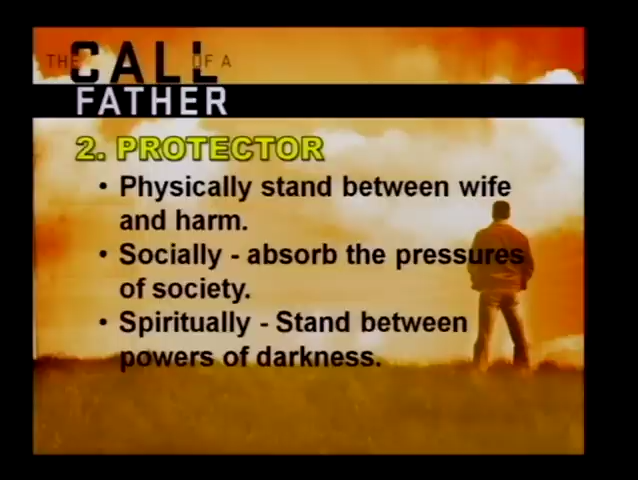 THE CALL OF A
FATHER
2. PROTECTOR
• Physically stand between wife
and harm.
• Socially - absorb the pressures
of society.
• Spiritually - Stand between
powers of darkness.